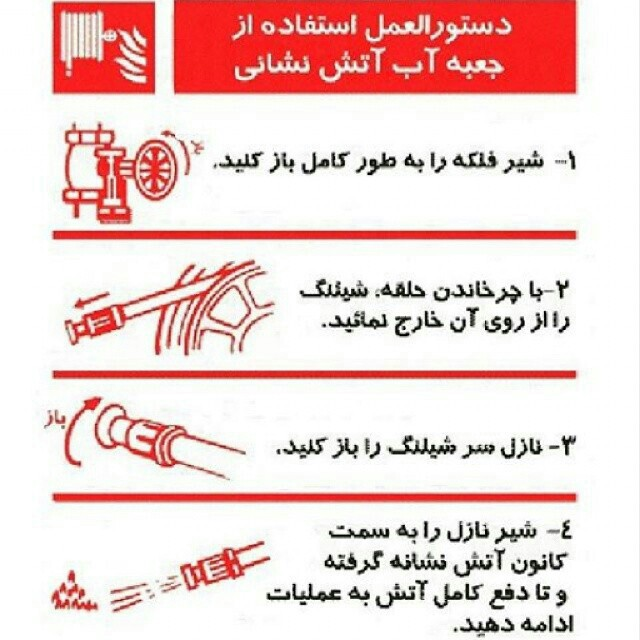 دستورالعمل استفاده از
جعبه آب آتش نشانی
۱- شیر فلکه را به طور کامل باز کنید.
باز
۲-با چرخاندن حلقه، شیلنگ
را از روی آن خارج نمائید.
۳- نازل سر شیلنگ را باز کنید.
باز
٤- شیر نازل را به سمت
کانون آتش نشانه گرفته
و تا دفع کامل آتش به عملیات
ادامه دهید.